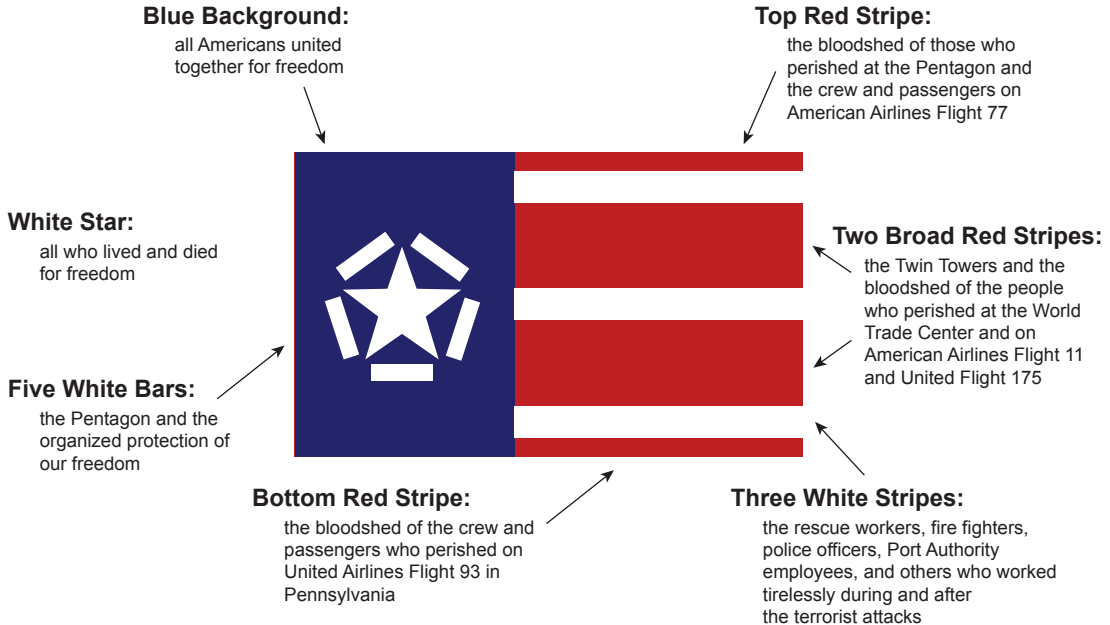 Blue Background:
all Americans united
together for freedom
Top Red Stripe:
the bloodshed of those who
perished at the Pentagon and
the crew and passengers on
American Airlines Flight 77
White Star:
all who lived and died
for freedom
Two Broad Red Stripes:
the Twin Towers and the
bloodshed of the people
who perished at the World
Trade Center and on
American Airlines Flight 11
and United Flight 175
Five White Bars:
the Pentagon and the
organized protection of
our freedom
Bottom Red Stripe:
the bloodshed of the crew and
passengers who perished on
United Airlines Flight 93 in
Pennsylvania
Three White Stripes:
the rescue workers, fire fighters,
police officers, Port Authority
employees, and others who worked
tirelessly during and after
the terrorist attacks